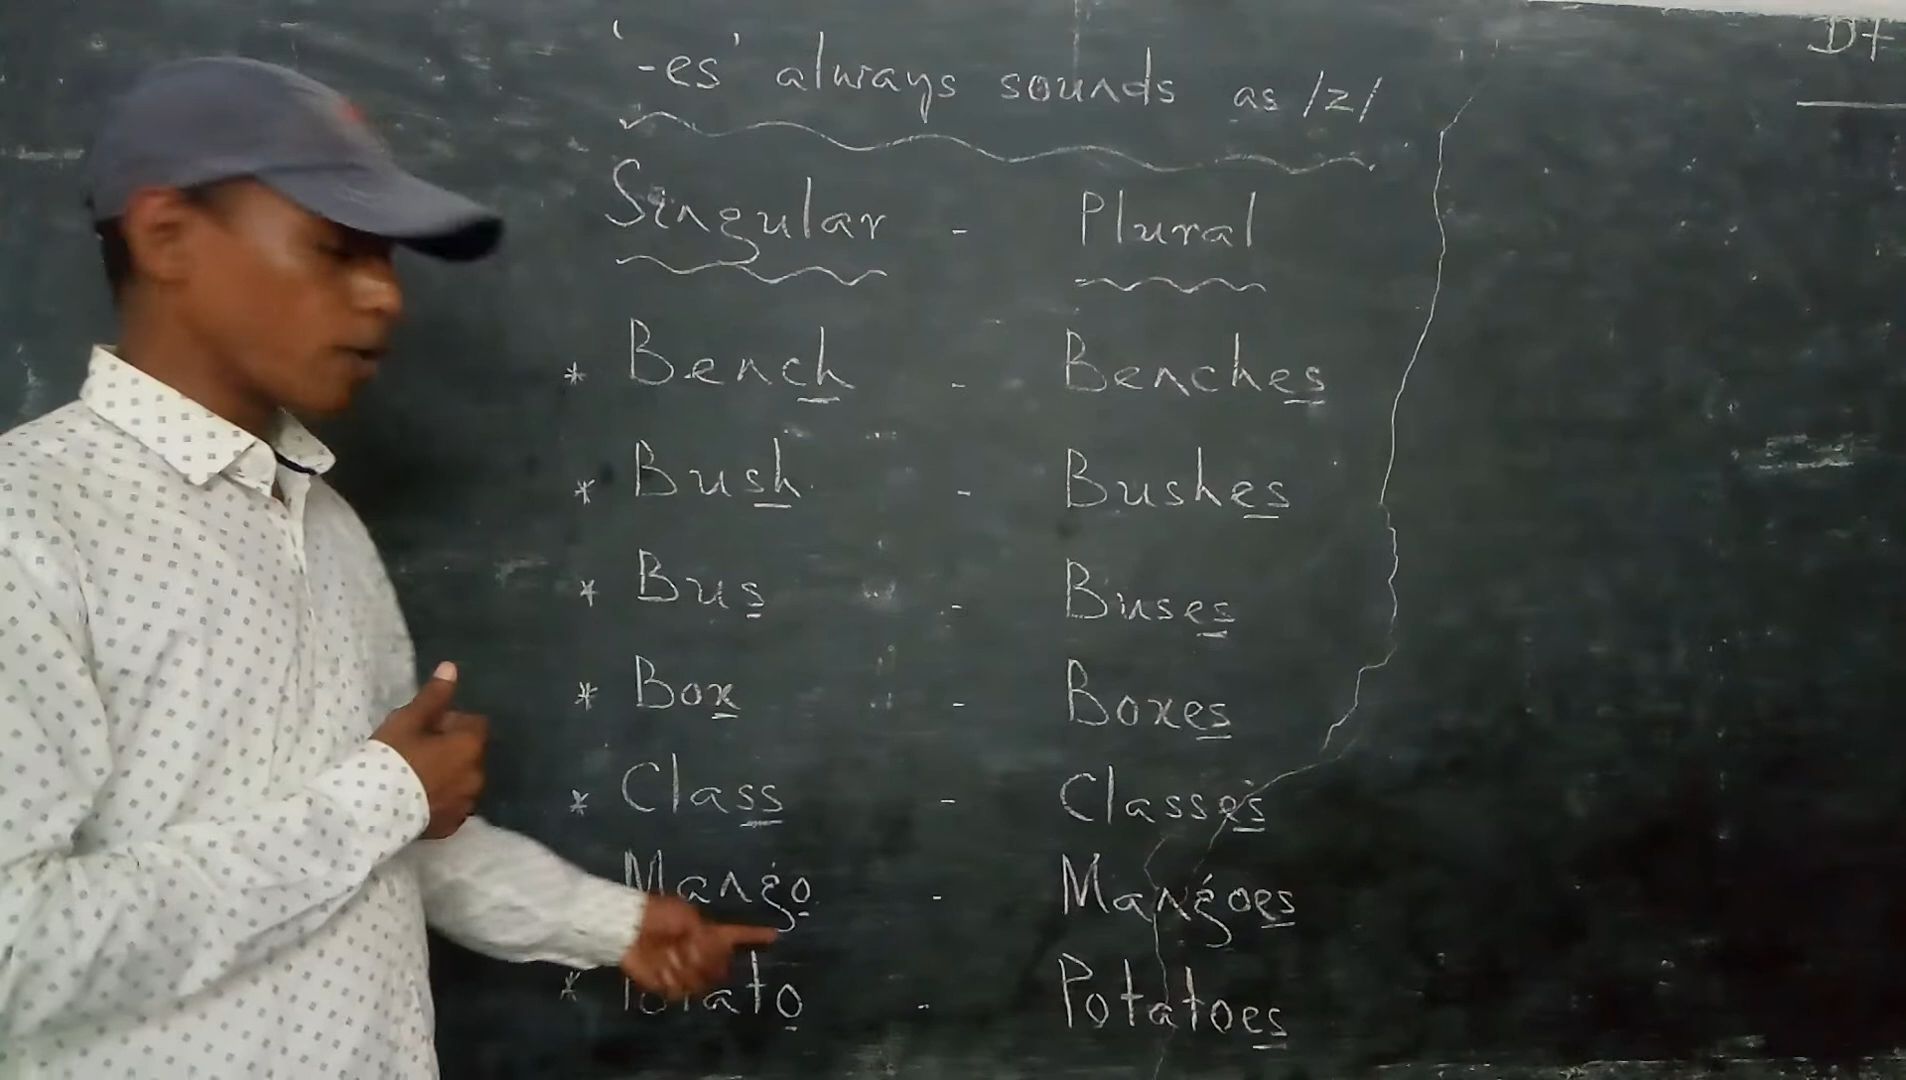 '-es' always sounds as /z/
Singular - Plural
* Bench - Benches
* Bush - Bushes
* Bus - Buses
* Box - Boxes
* Class - Classes
Mango - Mangoes
* Potato - Potatoes